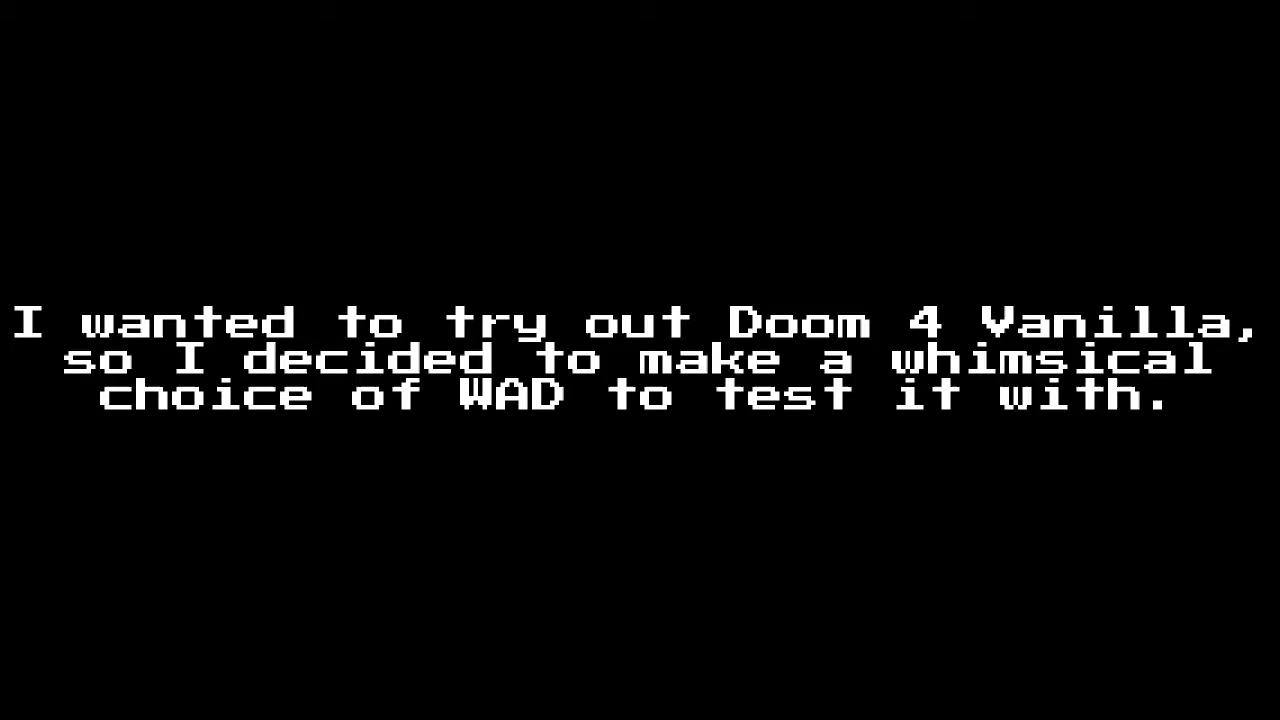 I wanted to try out Doom 4 Vanilla,
so I decided to make a whimsical
choice of WAD to test it with.